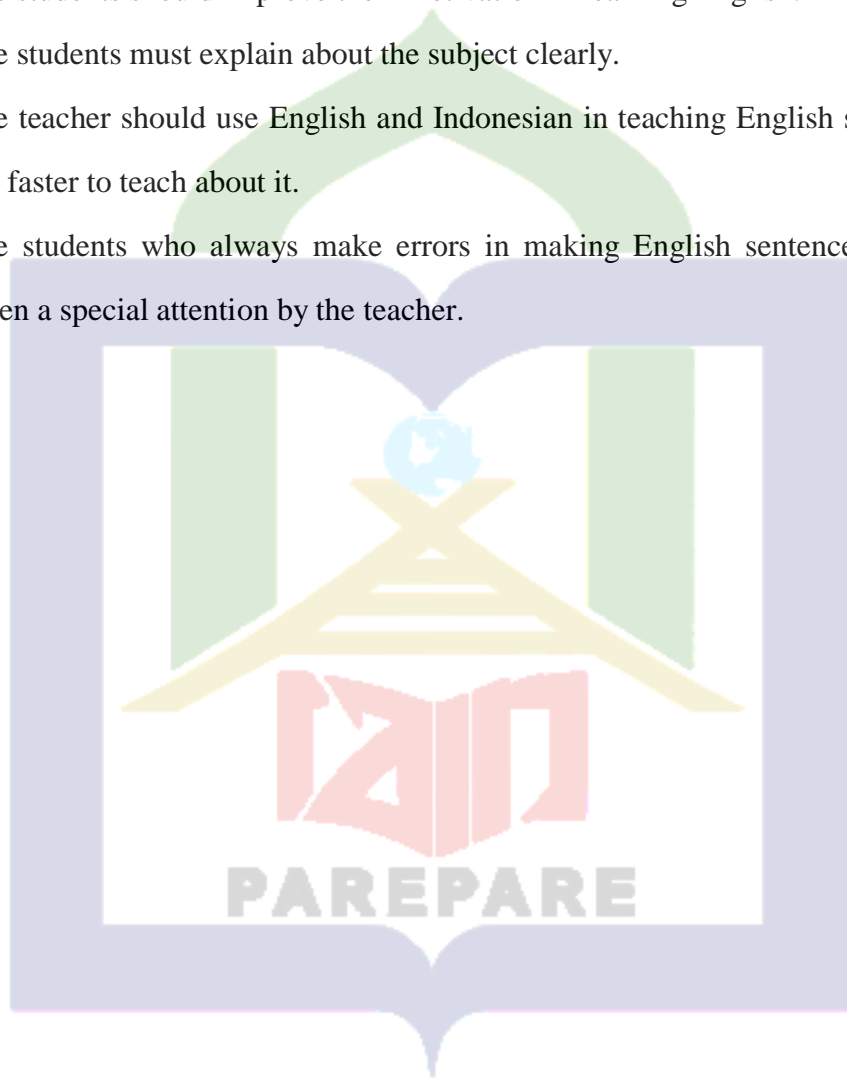 e students must explain about the subject clearly.
e teacher should use English and Indonesian in teaching English s
faster to teach about it.
e students who always make errors in making English sentence
en a special attention by the teacher.
iain
PAREPARE